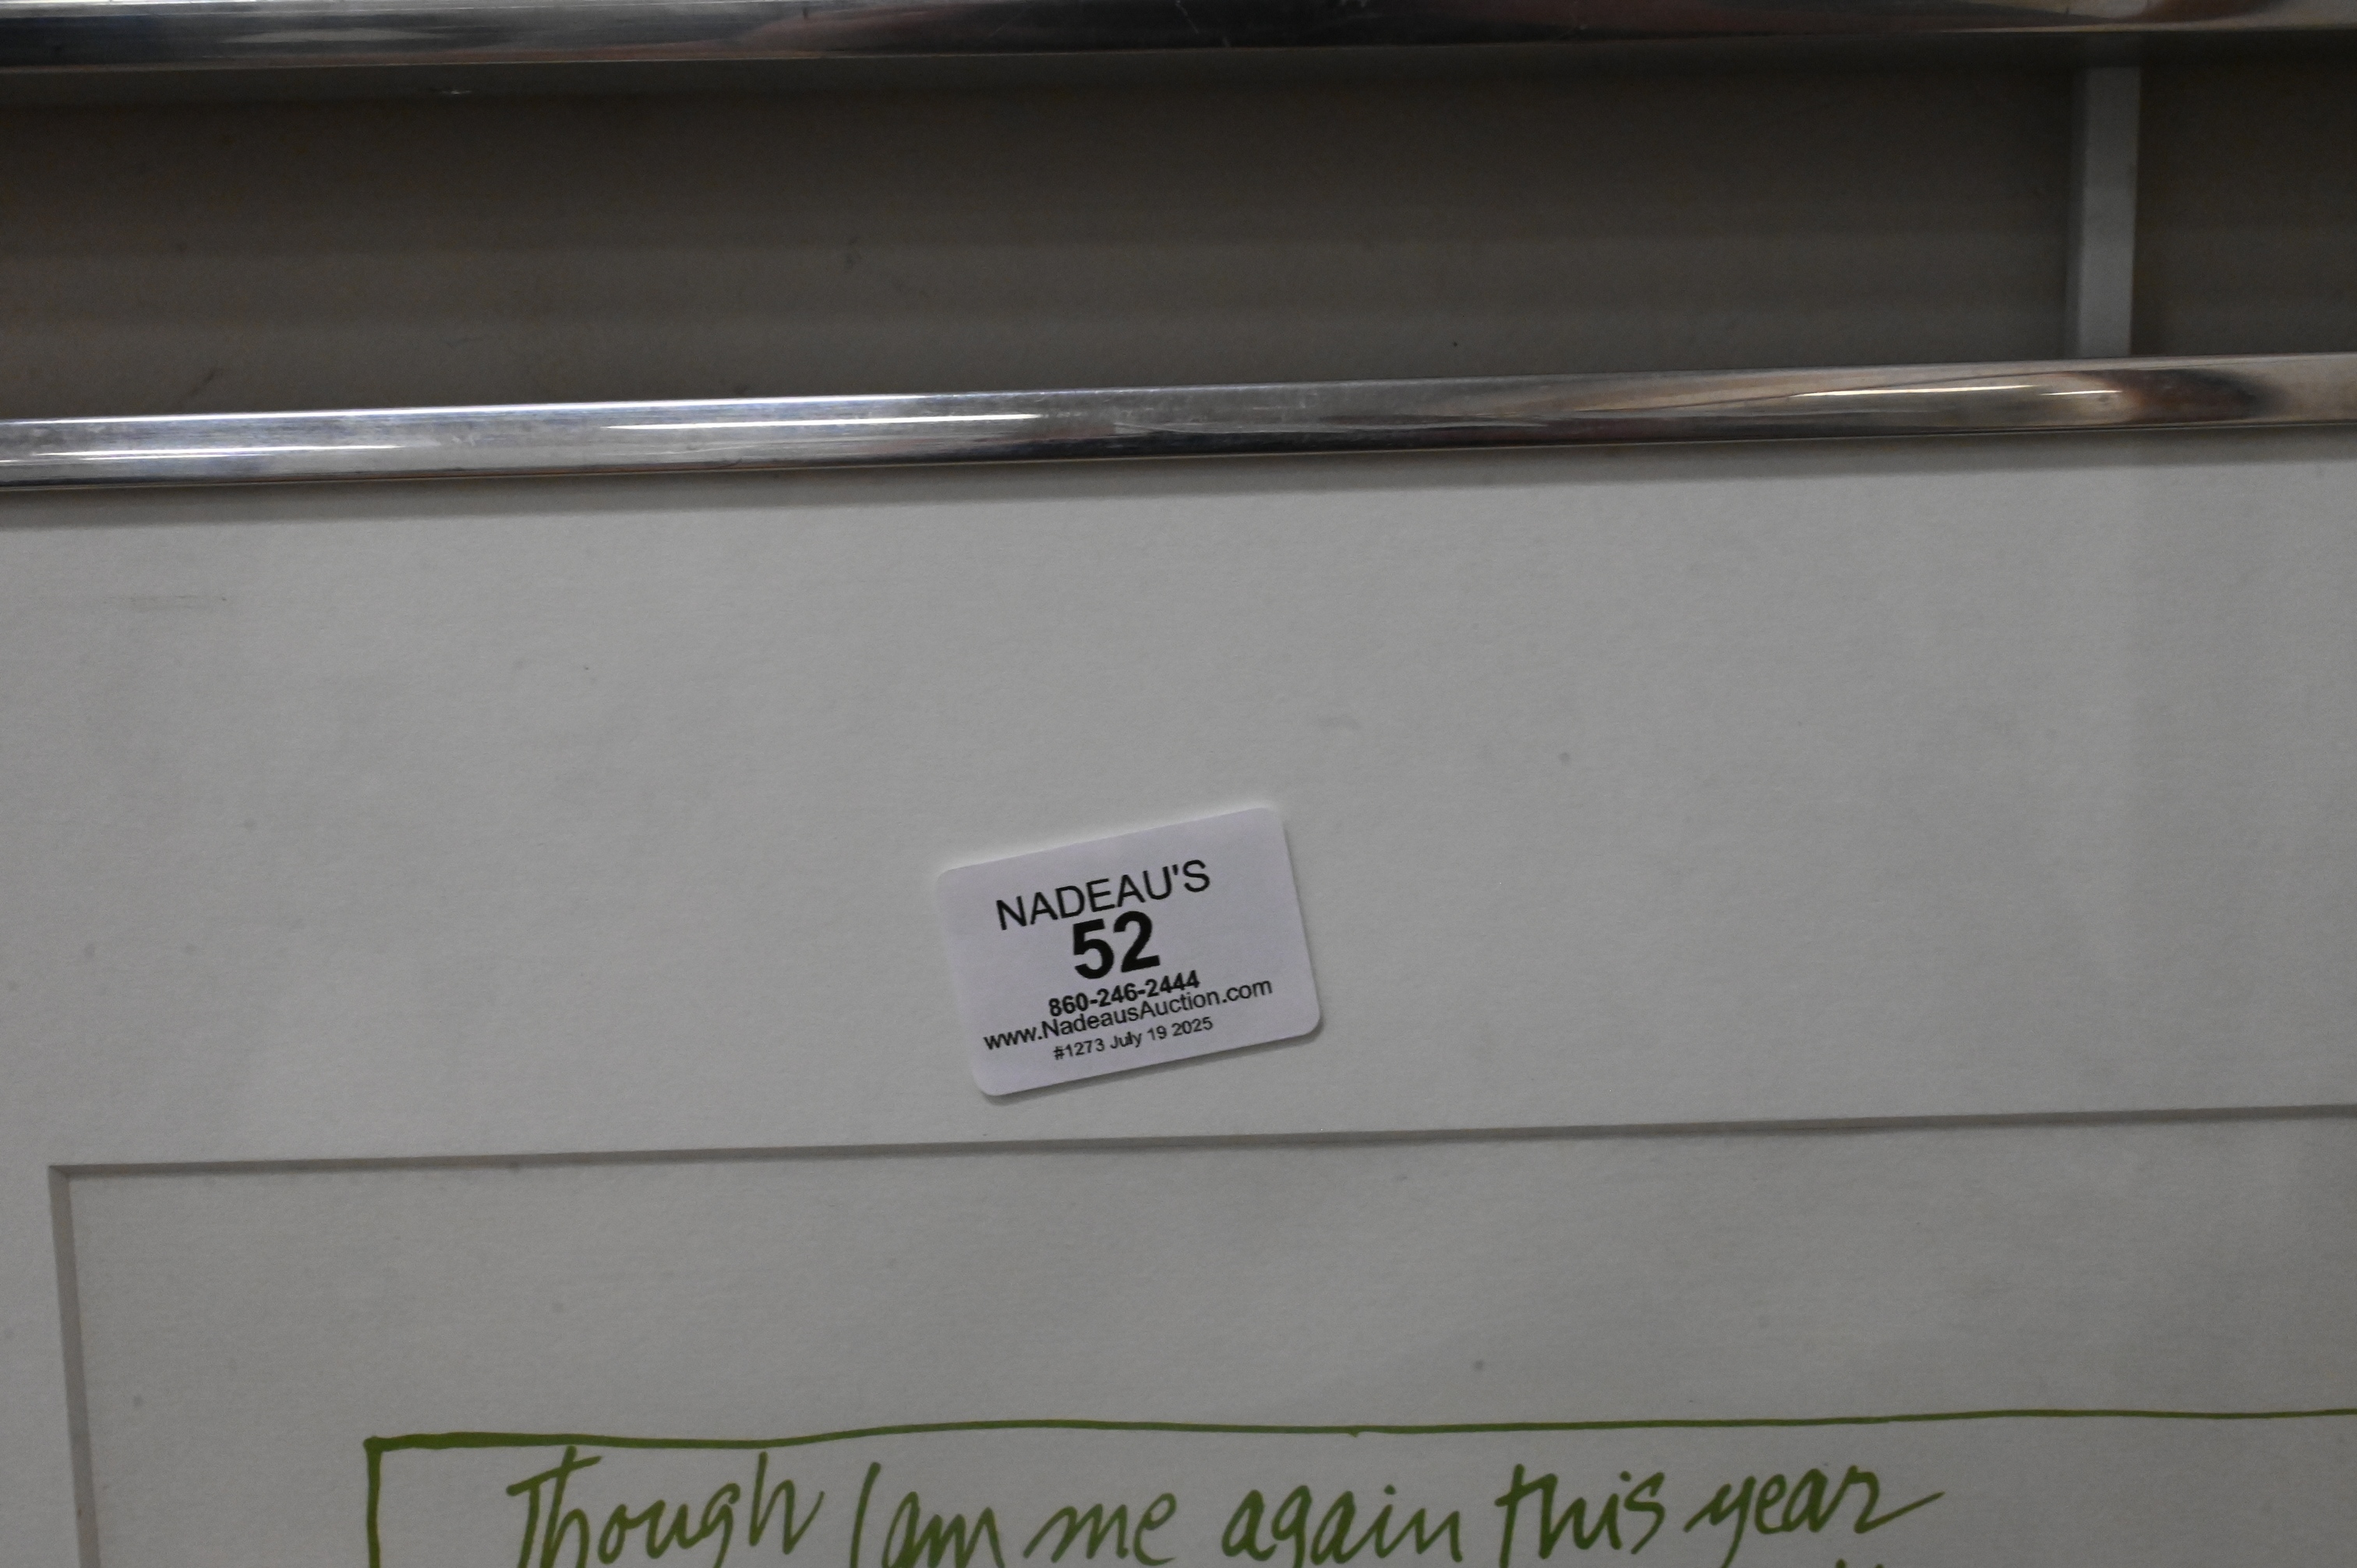 NADEAU'S
52
860-246-2444
www.NadeausAuction.com
#1273 July 19 2025
Though I am me again this year